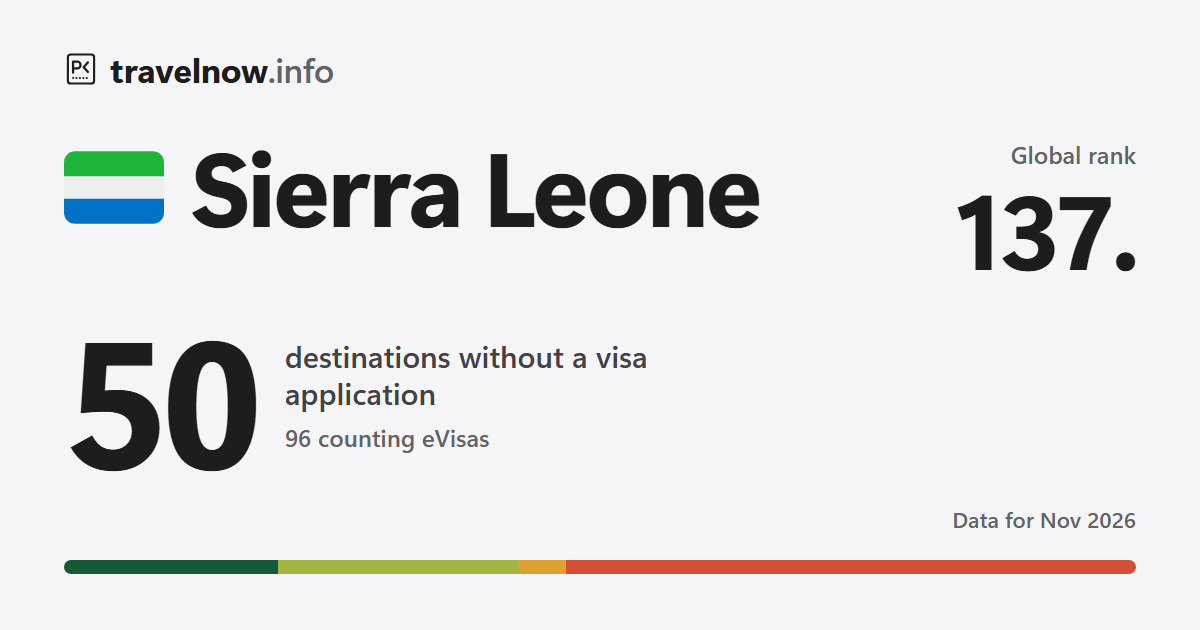 travelnow.info
Sierra Leone
Global rank
137.
50
destinations without a visa
application
96 counting eVisas
Data for Nov 2026